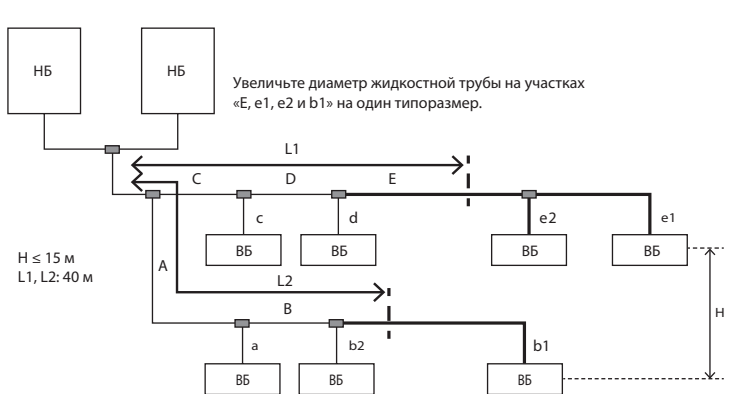 НБ
НБ
Увеличьте диаметр жидкостной трубы на участках
«E, e1, e2 и b1» на один типоразмер.
L1
C
D
E
c
d
e2
e1
ВБ
ВБ
ВБ
ВБ
H ≤ 15 м
L1, L2: 40 м
A
L2
B
H
a
b2
b1
ВБ
ВБ
ВБ